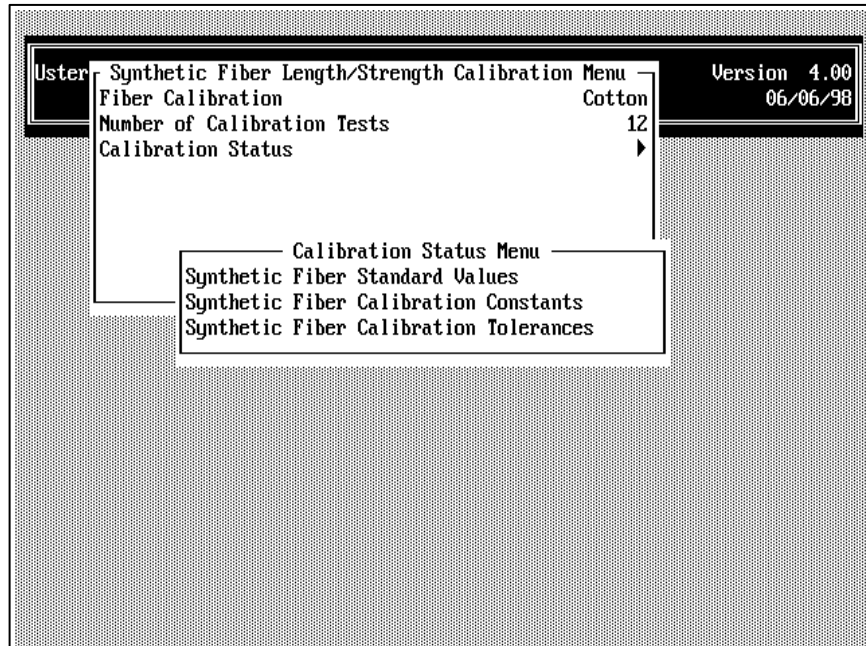 Uster
Version 4.00
06/06/98
Synthetic Fiber Length/Strength Calibration Menu
Fiber Calibration Cotton
Number of Calibration Tests 12
Calibration Status
Calibration Status Menu
Synthetic Fiber Standard Values
Synthetic Fiber Calibration Constants
Synthetic Fiber Calibration Tolerances